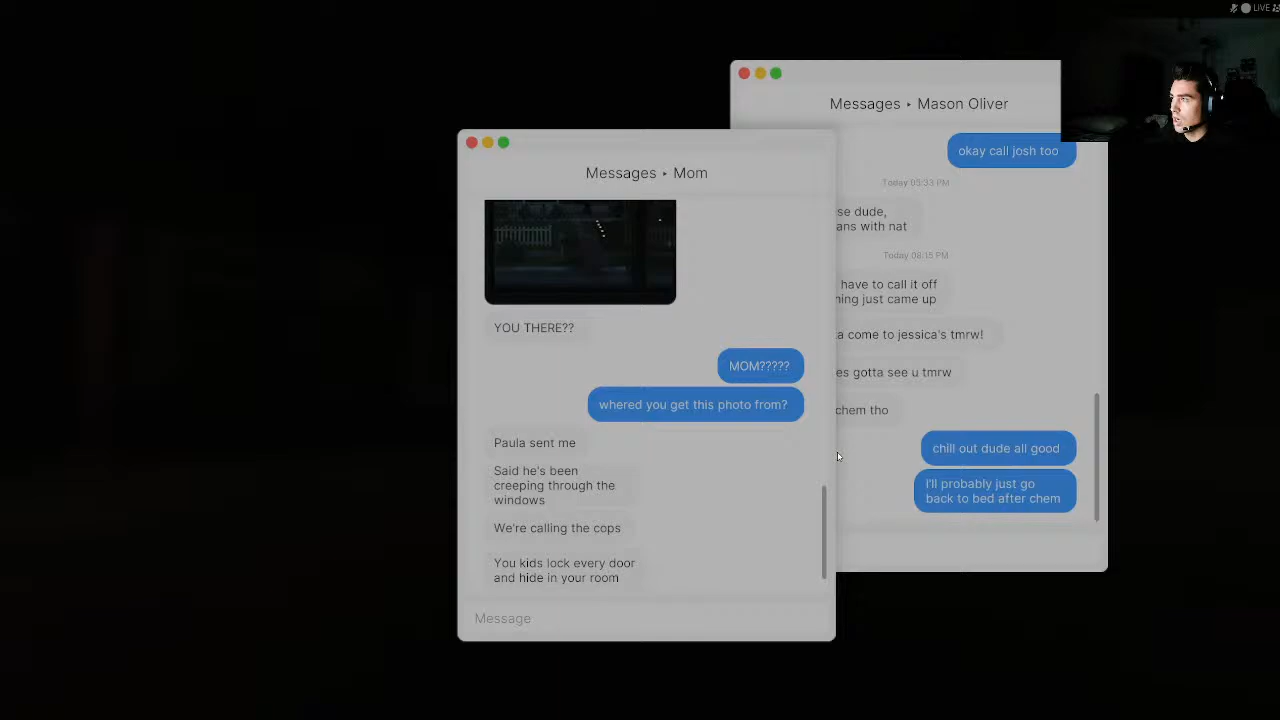 LIVE
Messages ▸ Mason Oliver
okay call josh too
Today 05:33 PM
se dude,
ans with nat
Today 08:15 PM
have to call it off
ning just came up
a come to jessica's tmrw!
es gotta see u tmrw
chem tho
chill out dude all good
I'll probably just go
back to bed after chem
Messages ▸ Mom
YOU THERE??
MOM?????
whered you get this photo from?
Paula sent me
Said he's been
creeping through the
windows
We're calling the cops
You kids lock every door
and hide in your room
Message